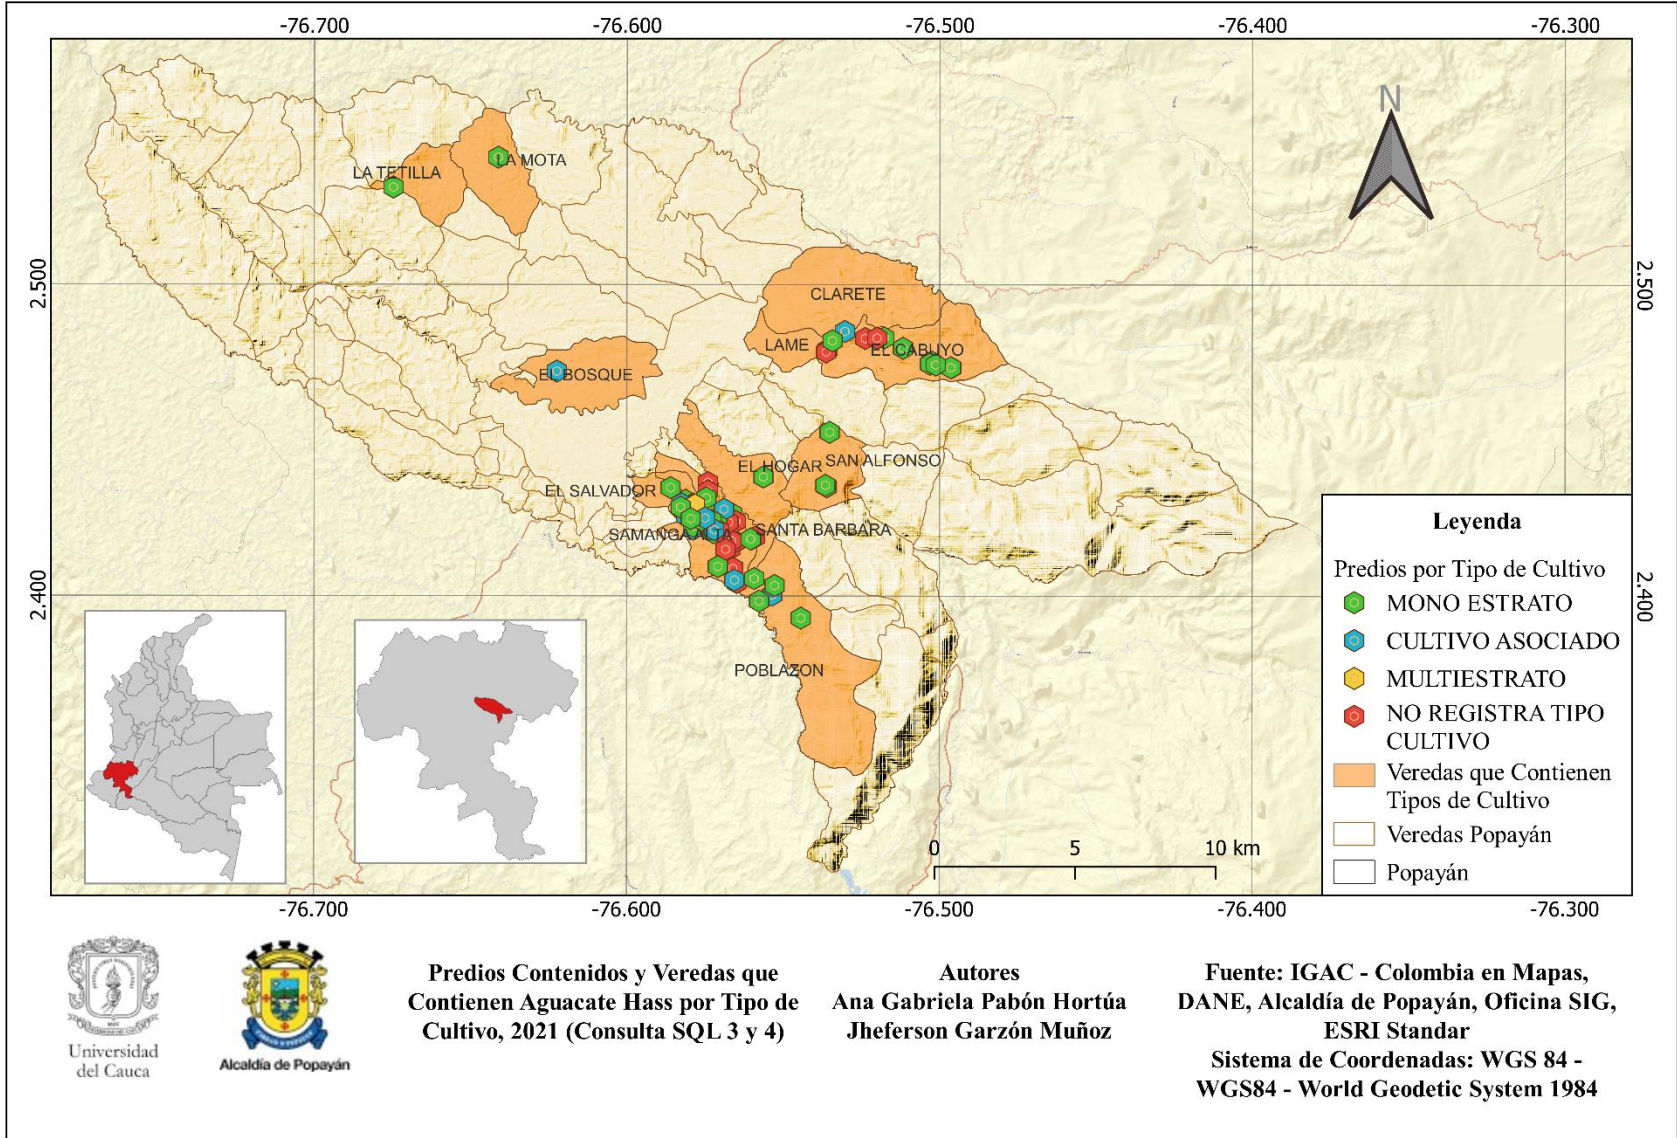 -76.700
-76.600
-76.500
-76.400
-76.300
N
LA MOTA
LA TETILLA
2.500
2.500
CLARETE
LAME
EL CABUYO
EL BOSQUE
EL HOGAR
SAN ALFONSO
EL SALVADOR
SAMANGA ALTA
SANTA BARBARA
2.400
2.400
POBLAZON
Leyenda
Predios por Tipo de Cultivo
MONO ESTRATO
CULTIVO ASOCIADO
MULTIESTRATO
NO REGISTRA TIPO
CULTIVO
Veredas que Contienen
Tipos de Cultivo
Veredas Popayán
Popayán
0
5
10 km
-76.700
-76.600
-76.500
-76.400
-76.300
Universidad
del Cauca
Alcaldía de Popayán
Predios Contenidos y Veredas que
Contienen Aguacate Hass por Tipo de
Cultivo, 2021 (Consulta SQL 3 y 4)
Autores
Ana Gabriela Pabón Hortúa
Jheferson Garzón Muñoz
Fuente: IGAC - Colombia en Mapas,
DANE, Alcaldía de Popayán, Oficina SIG,
ESRI Standar
Sistema de Coordenadas: WGS 84 -
WGS84 - World Geodetic System 1984